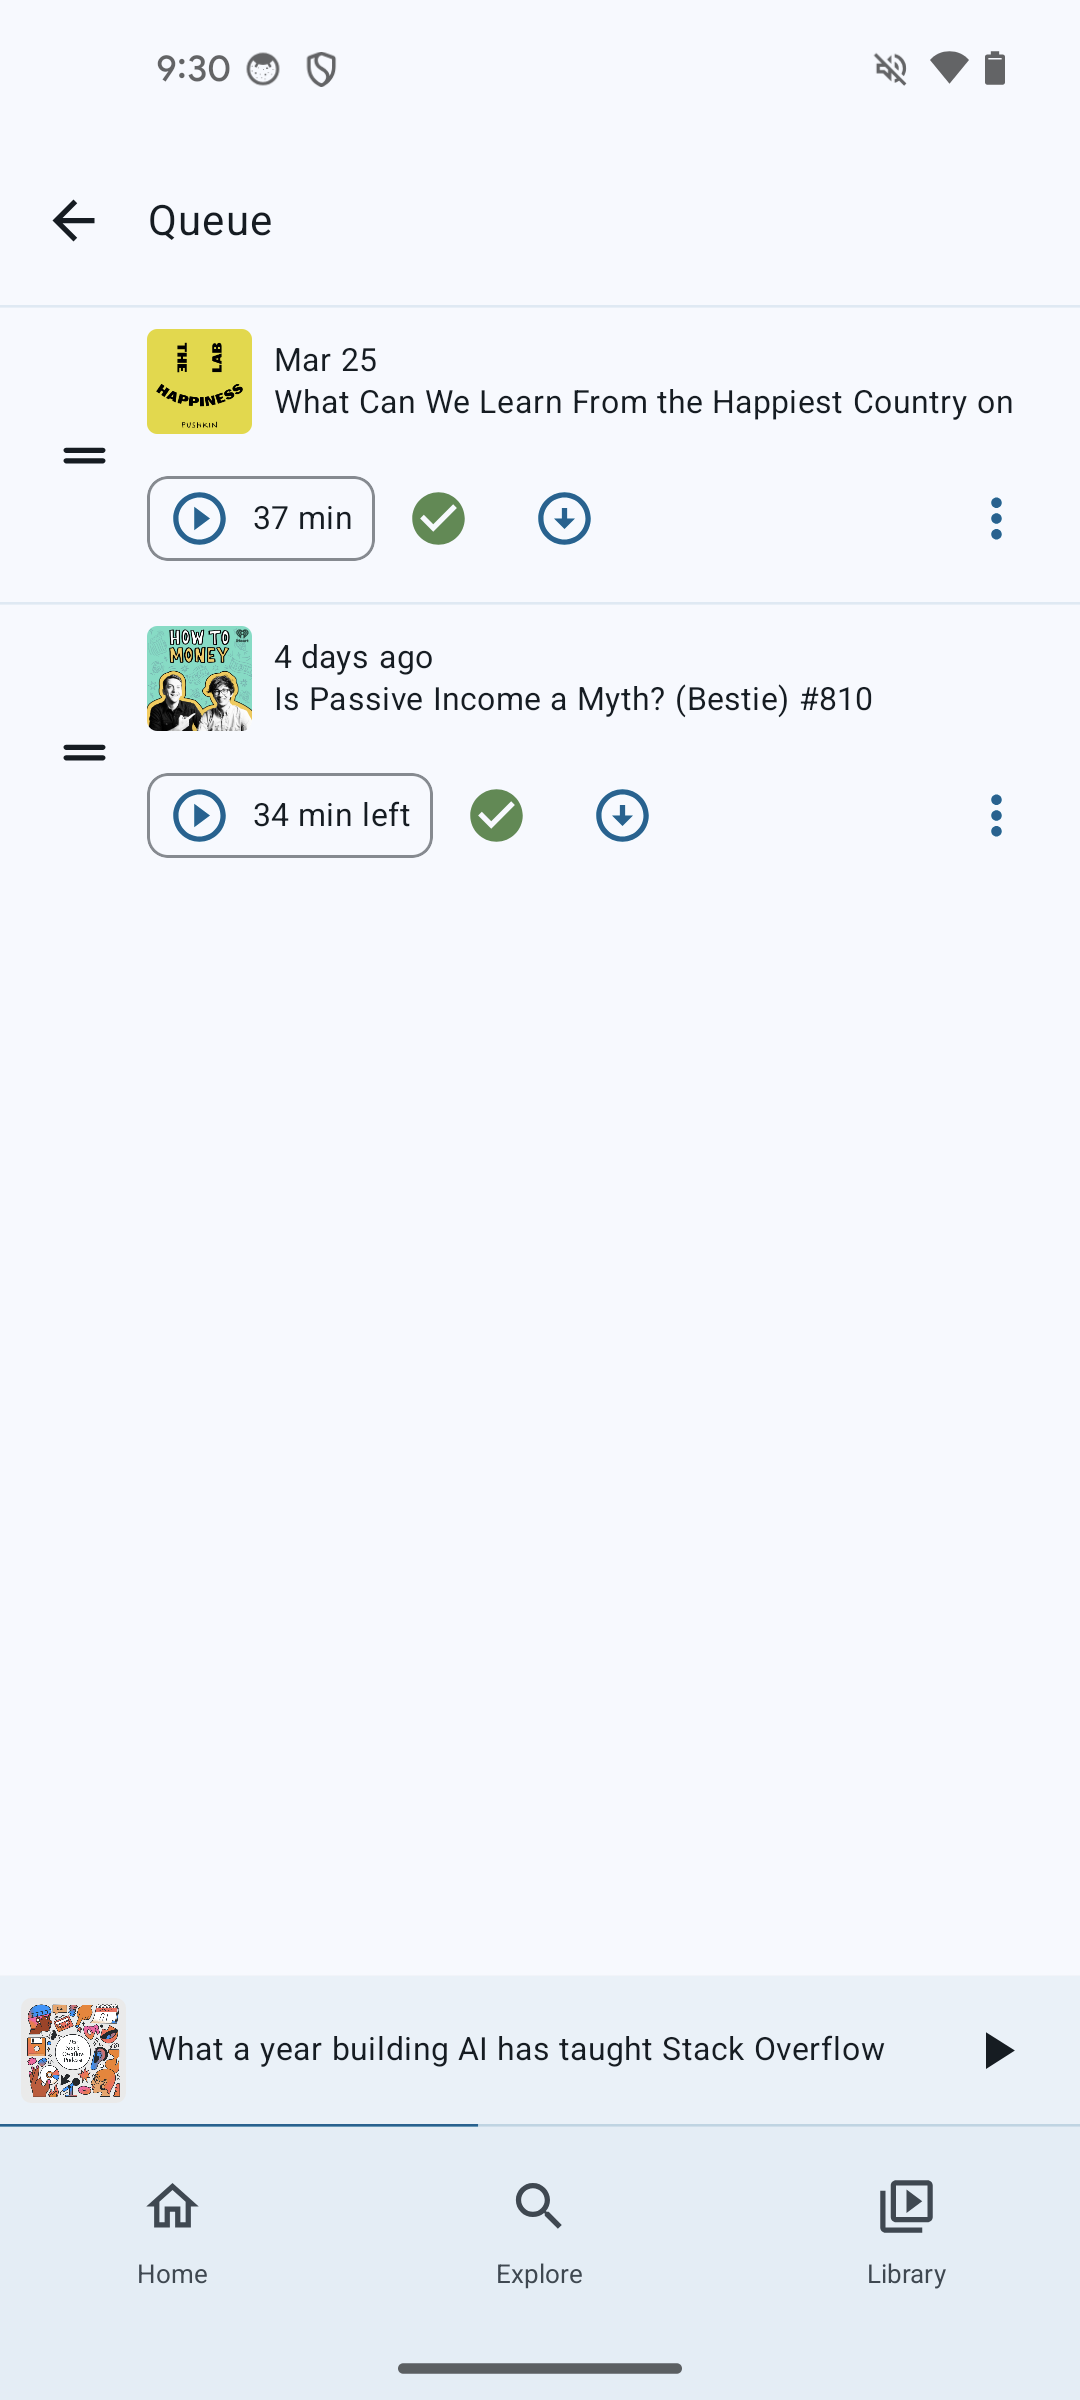 9:30
Queue
THE LAB
HAPPINESS
PUSHKIN
Mar 25
What Can We Learn From the Happiest Country on
37 min
HOW TO
MONEY
4 days ago
Is Passive Income a Myth? (Bestie) #810
34 min left
What a year building AI has taught Stack Overflow
Home
Explore
Library